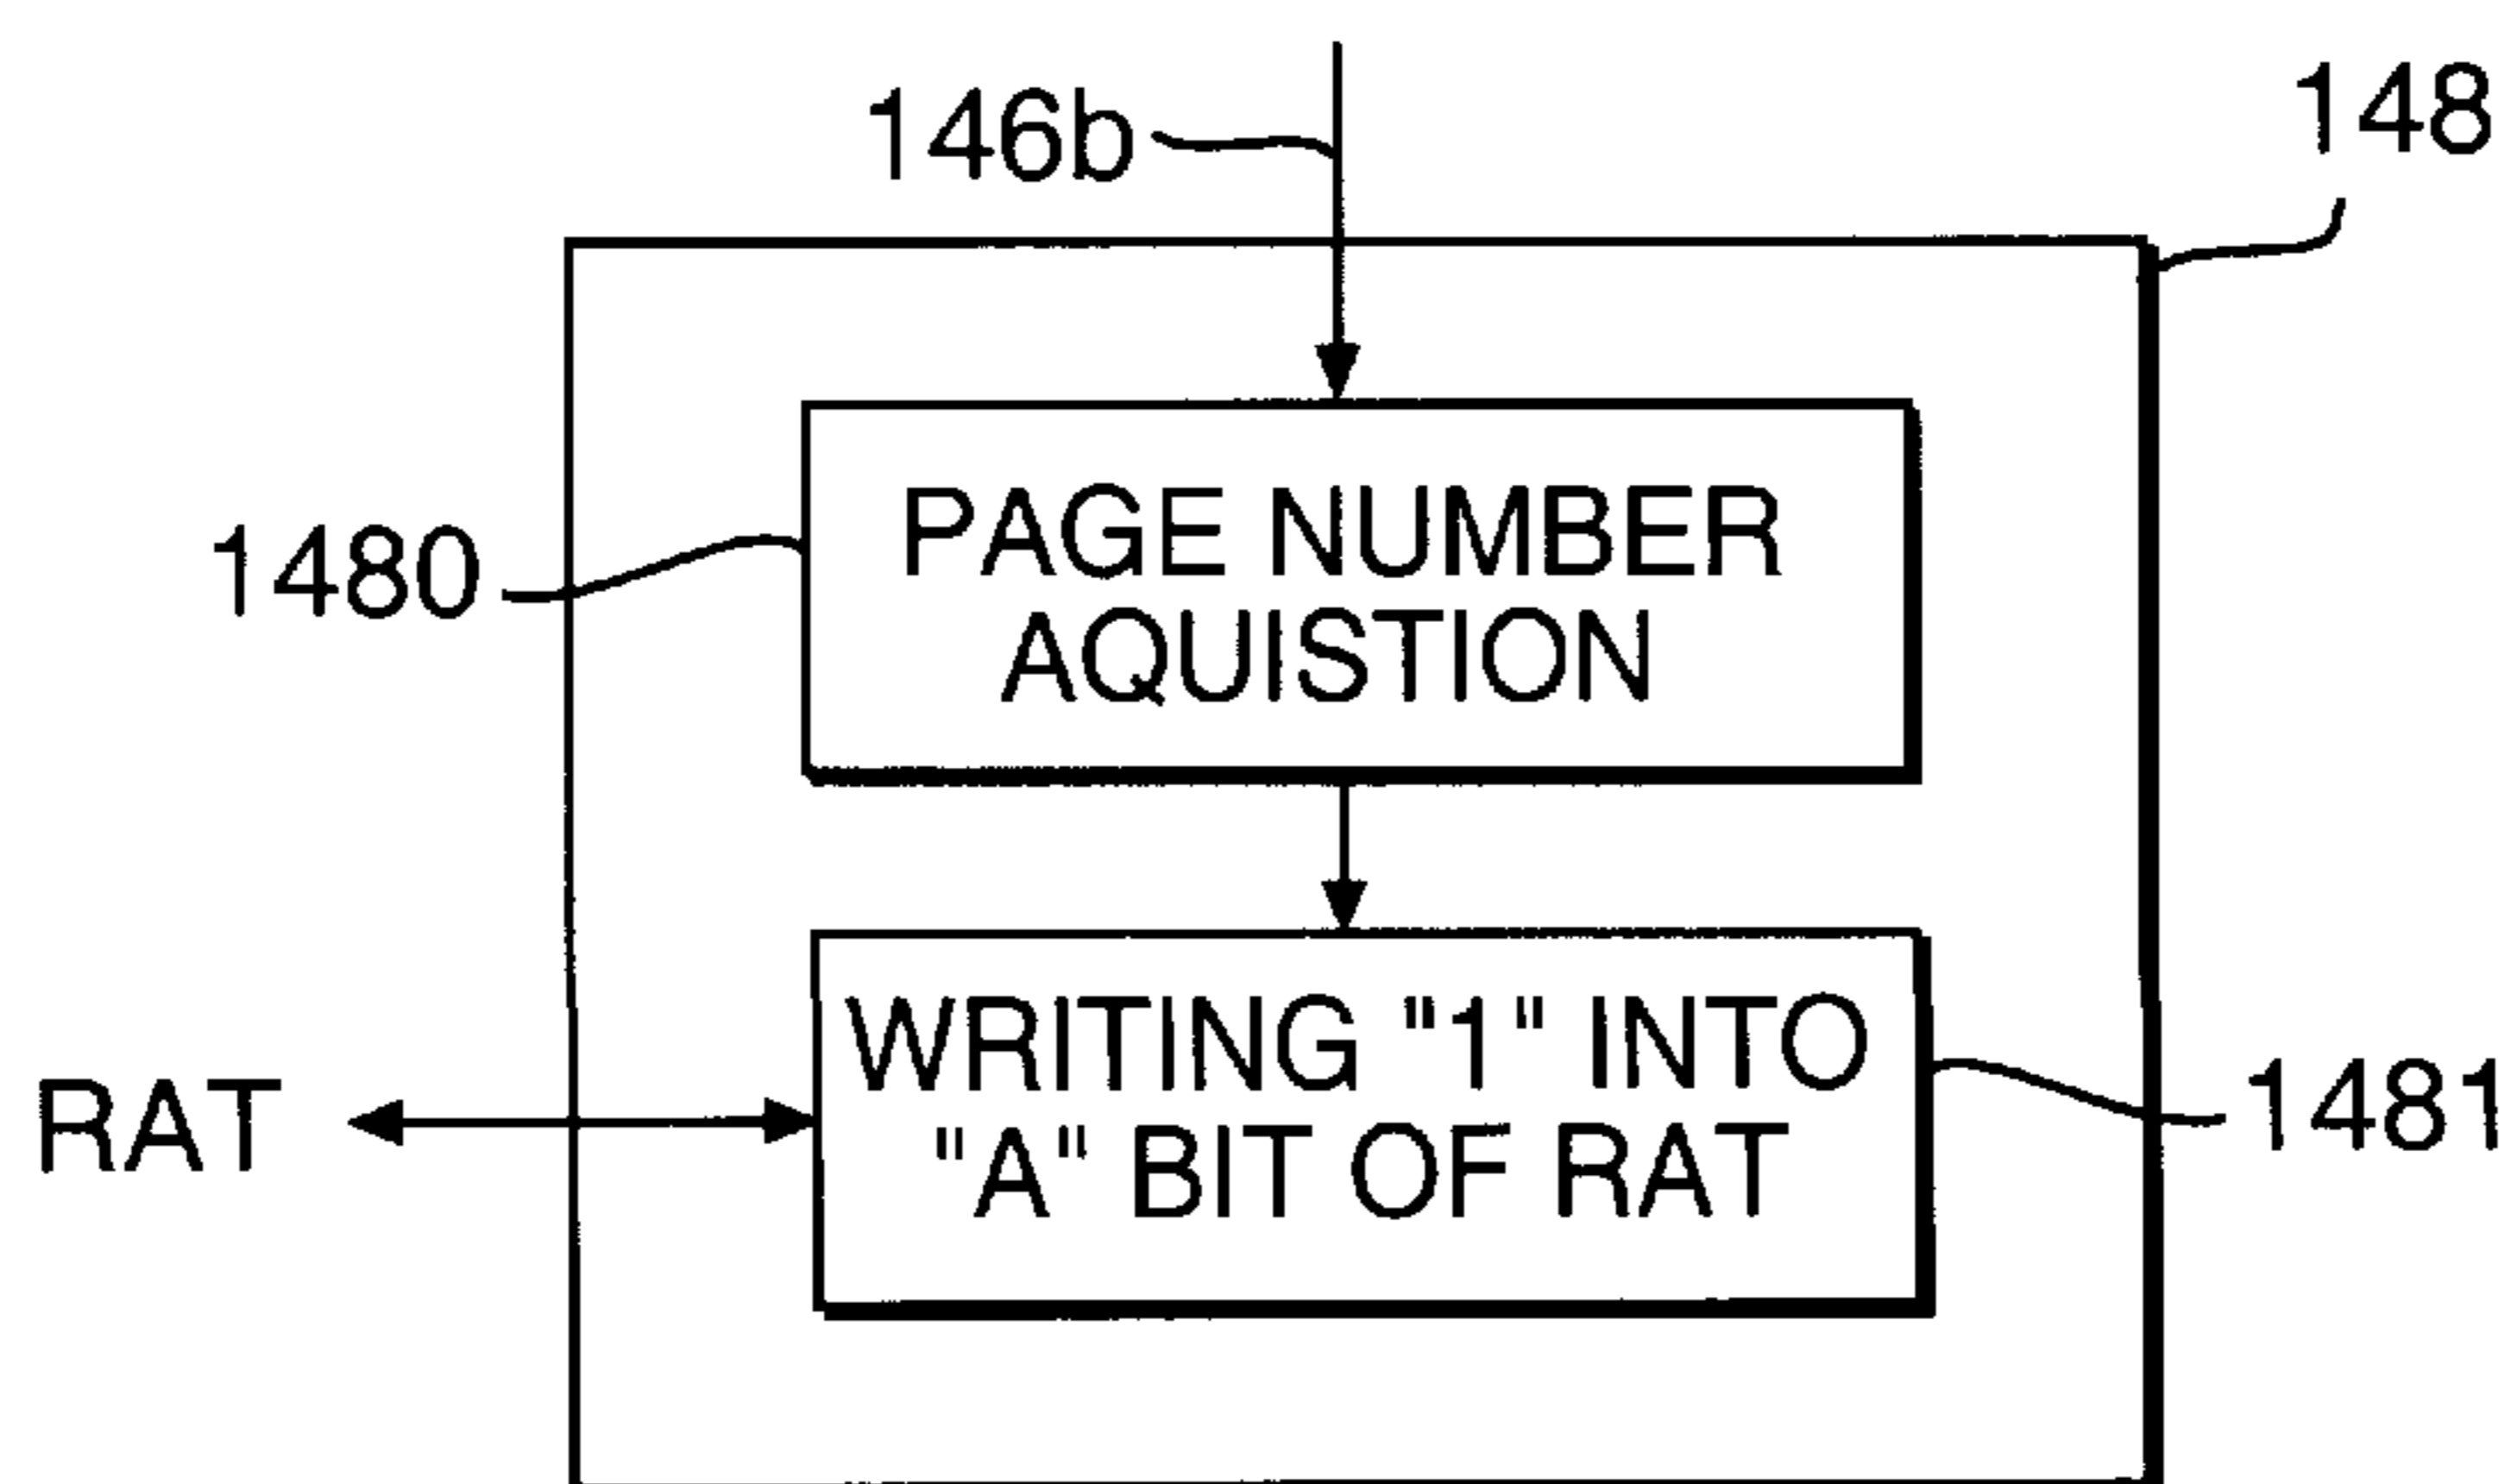 146b
148
PAGE NUMBER
AQUISTION
1480
WRITING "1" INTO
"A" BIT OF RAT
RAT
1481